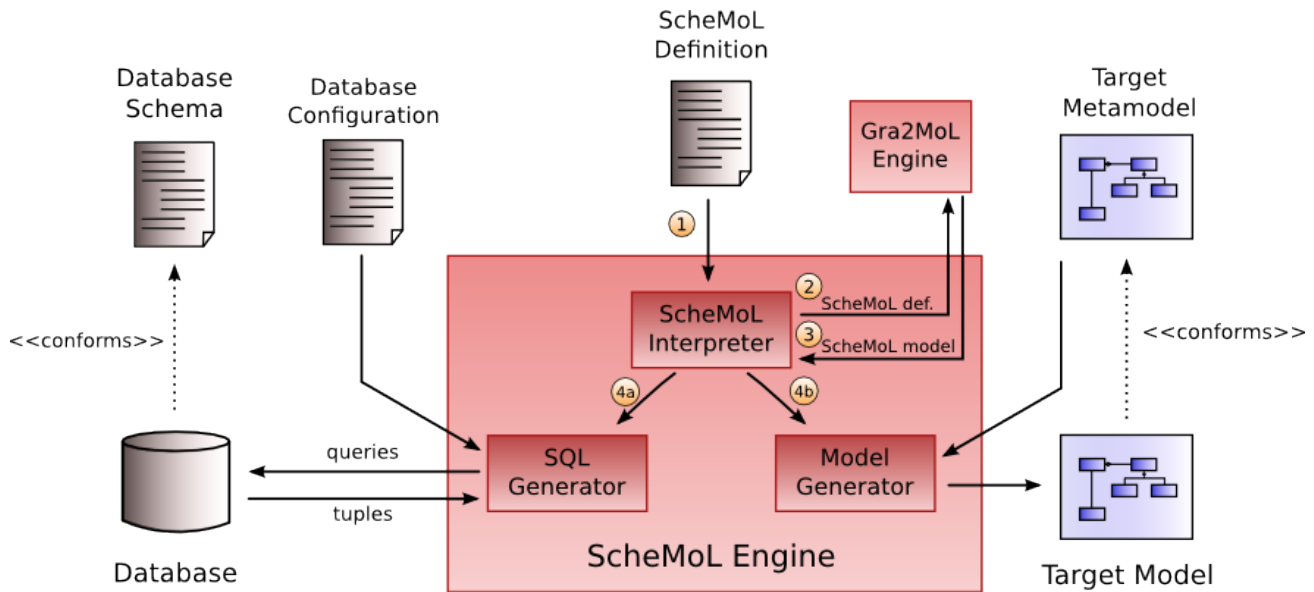 ScheMoL
Definition
Database
Schema
Database
Configuration
Target
Metamodel
Gra2MoL
Engine
1
2
ScheMoL def.
ScheMoL
Interpreter
3
ScheMoL model
<<conforms>>
<<conforms>>
4a
4b
queries
SQL
Generator
Model
Generator
tuples
ScheMoL Engine
Database
Target Model